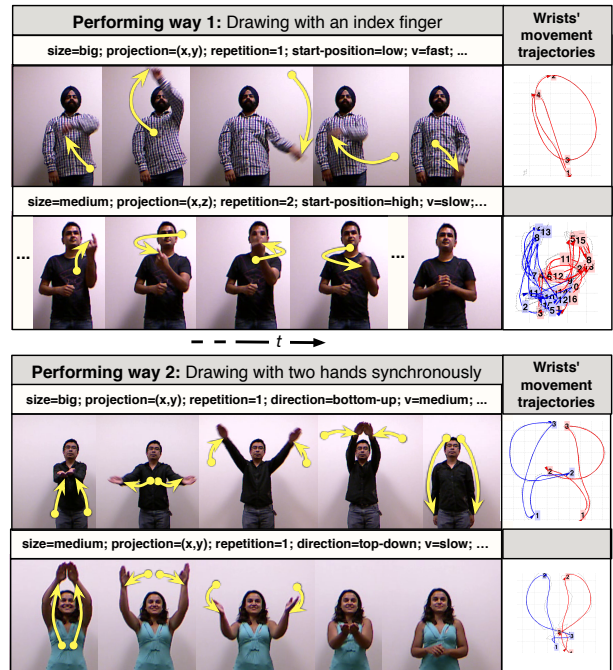 Performing way 1: Drawing with an index finger
Wrists'
movement
trajectories
size=big; projection=(x,y); repetition=1; start-position=low; v=fast; ...
size=medium; projection=(x,z); repetition=2; start-position=high; v=slow;...
...
...
t
Performing way 2: Drawing with two hands synchronously
Wrists'
movement
trajectories
size=big; projection=(x,y); repetition=1; direction=bottom-up; v=medium; ...
size=medium; projection=(x,y); repetition=1; direction=top-down; v=slow; ...